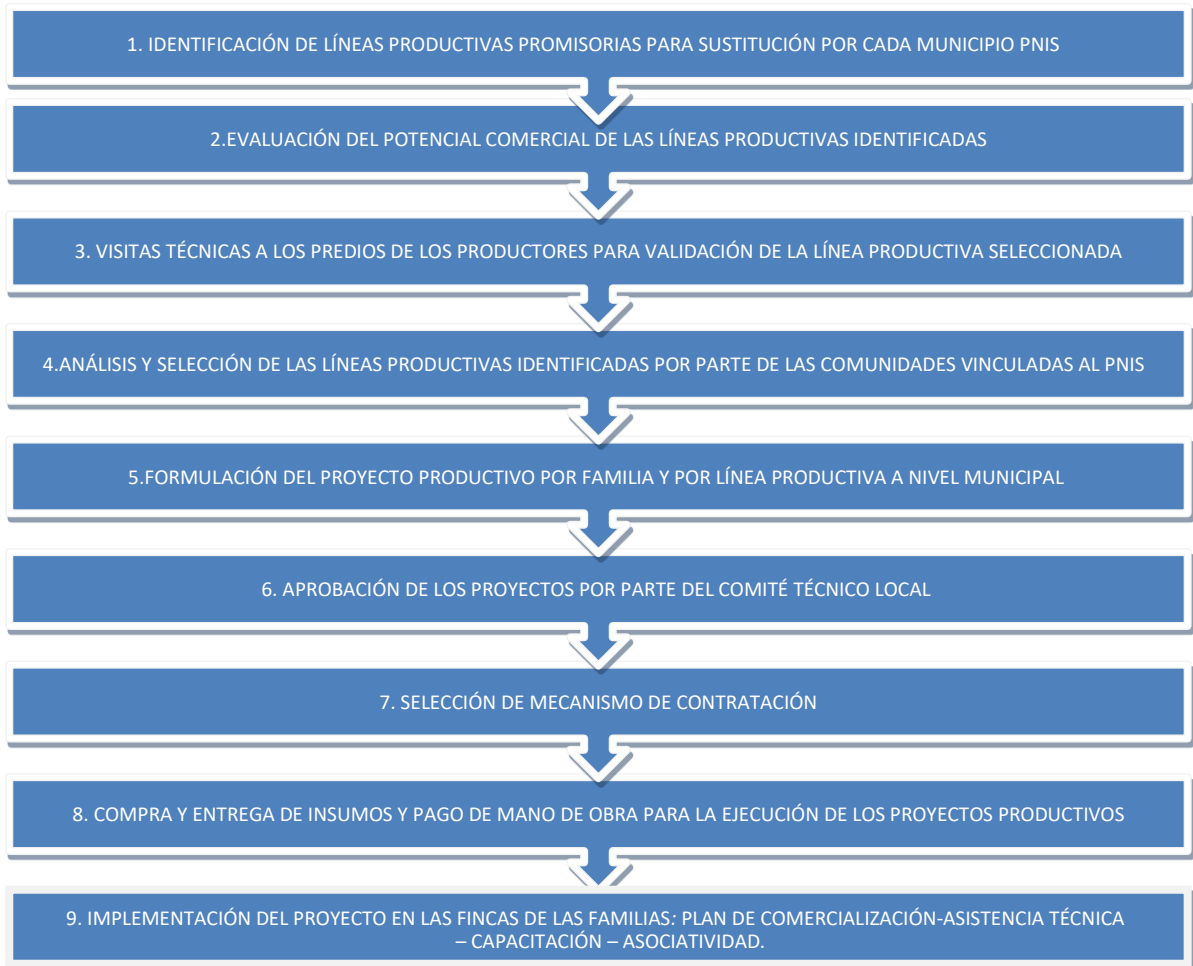 1. IDENTIFICACIÓN DE LÍNEAS PRODUCTIVAS PROMISORIAS PARA SUSTITUCIÓN POR CADA MUNICIPIO PNIS
2.EVALUACIÓN DEL POTENCIAL COMERCIAL DE LAS LÍNEAS PRODUCTIVAS IDENTIFICADAS
3. VISITAS TÉCNICAS A LOS PREDIOS DE LOS PRODUCTORES PARA VALIDACIÓN DE LA LÍNEA PRODUCTIVA SELECCIONADA
4.ANÁLISIS Y SELECCIÓN DE LAS LÍNEAS PRODUCTIVAS IDENTIFICADAS POR PARTE DE LAS COMUNIDADES VINCULADAS AL PNIS
5.FORMULACIÓN DEL PROYECTO PRODUCTIVO POR FAMILIA Y POR LÍNEA PRODUCTIVA A NIVEL MUNICIPAL
6. APROBACIÓN DE LOS PROYECTOS POR PARTE DEL COMITÉ TÉCNICO LOCAL
7. SELECCIÓN DE MECANISMO DE CONTRATACIÓN
8. COMPRA Y ENTREGA DE INSUMOS Y PAGO DE MANO DE OBRA PARA LA EJECUCIÓN DE LOS PROYECTOS PRODUCTIVOS
9. IMPLEMENTACIÓN DEL PROYECTO EN LAS FINCAS DE LAS FAMILIAS: PLAN DE COMERCIALIZACIÓN-ASISTENCIA TÉCNICA
– CAPACITACIÓN – ASOCIATIVIDAD.